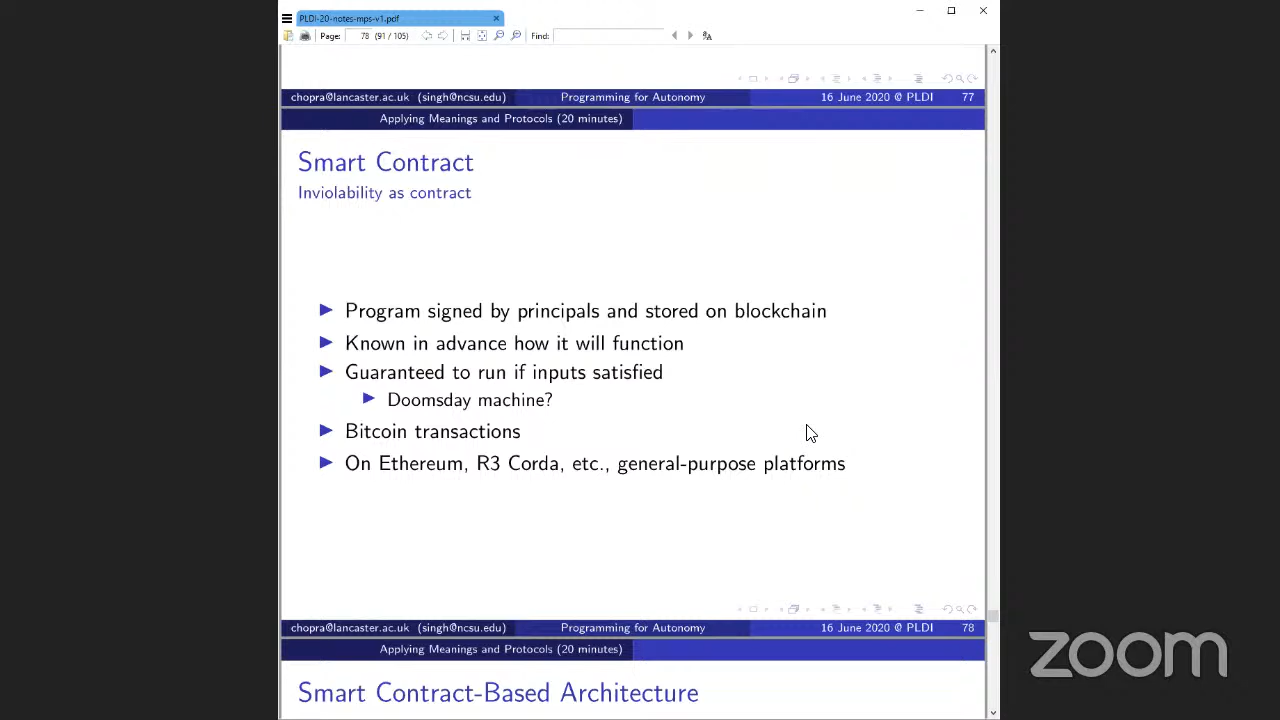 PLDI-20-notes-mps-v1.pdf
Page: 78 (91 / 105) Find:
chopra@lancaster.ac.uk (singh@ncsu.edu) Programming for Autonomy 16 June 2020 @ PLDI 77
Applying Meanings and Protocols (20 minutes)
Smart Contract
Inviolability as contract
Program signed by principals and stored on blockchain
Known in advance how it will function
Guaranteed to run if inputs satisfied
Doomsday machine?
Bitcoin transactions
On Ethereum, R3 Corda, etc., general-purpose platforms
chopra@lancaster.ac.uk (singh@ncsu.edu) Programming for Autonomy 16 June 2020 @ PLDI 78
Applying Meanings and Protocols (20 minutes)
Smart Contract-Based Architecture
zoom